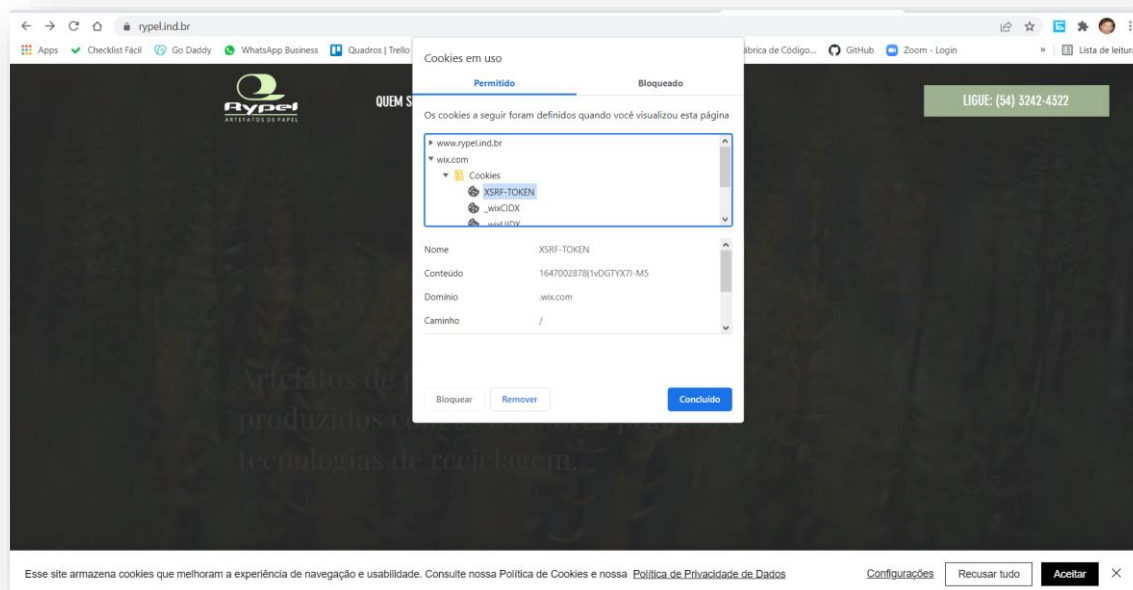 rypel.ind.br
Apps Checklist Fácil Go Daddy WhatsApp Business Quadros | Trello GitHub Zoom - Login » Lista de leitura
Rypel
ARTEFATOS DE PAPEL
QUEM S
LIGUE: (54) 3242-4322
Cookies em uso
Permitido Bloqueado
Os cookies a seguir foram definidos quando você visualizou esta página
www.rypel.ind.br
wix.com
Cookies
XSRF-TOKEN
_wixCIDX
_wixUIDX
Nome XSRF-TOKEN
Conteúdo 1647002878|1vDGTYX7I-M5
Domínio .wix.com
Caminho /
Bloquear Remover Concluído
Artefatos de
produzidos com
tecnologias de reciclagem.
Esse site armazena cookies que melhoram a experiência de navegação e usabilidade. Consulte nossa Política de Cookies e nossa Política de Privacidade de Dados Configurações Recusar tudo Aceitar